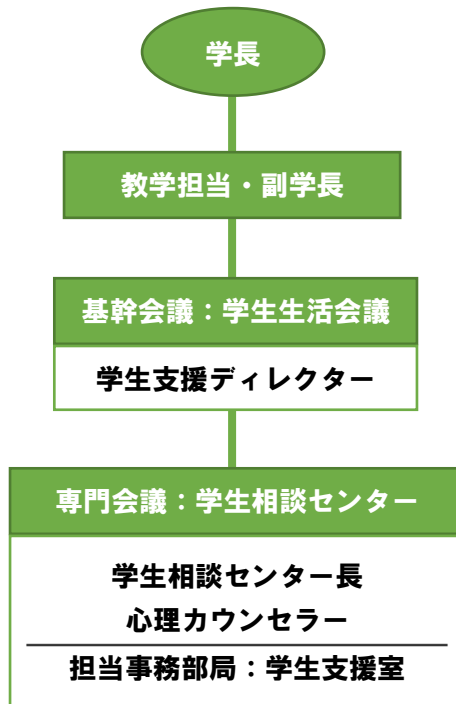 学長
教学担当・副学長
基幹会議：学生生活会議
学生支援ディレクター
専門会議：学生相談センター
学生相談センター長
心理カウンセラー
担当事務部局：学生支援室